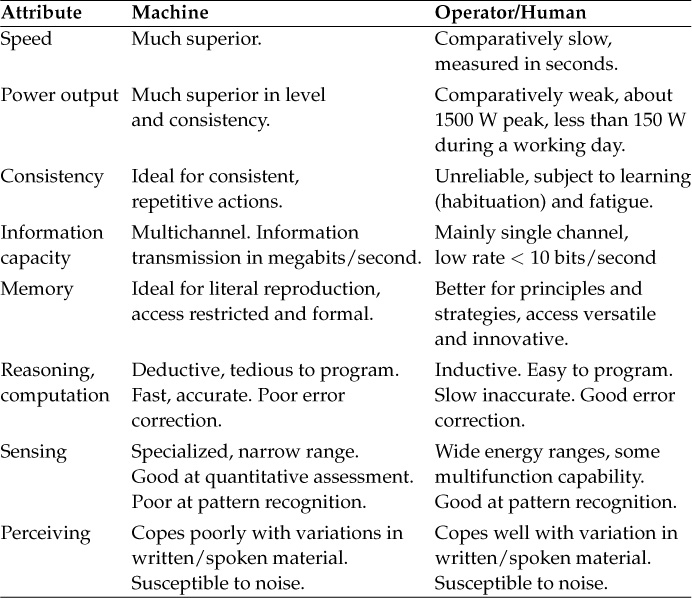 Attribute Machine Operator/Human
Speed Much superior. Comparatively slow,
measured in seconds.
Power output Much superior in level Comparatively weak, about
and consistency. 1500 W peak, less than 150 W
during a working day.
Consistency Ideal for consistent, Unreliable, subject to learning
repetitive actions. (habituation) and fatigue.
Information Multichannel. Information Mainly single channel,
capacity transmission in megabits/second. low rate < 10 bits/second
Memory Ideal for literal reproduction, Better for principles and
access restricted and formal. strategies, access versatile
and innovative.
Reasoning, Deductive, tedious to program. Inductive. Easy to program.
computation Fast, accurate. Poor error Slow inaccurate. Good error
correction. correction.
Sensing Specialized, narrow range. Wide energy ranges, some
Good at quantitative assessment. multifunction capability.
Poor at pattern recognition. Good at pattern recognition.
Perceiving Copes poorly with variations in Copes well with variation in
written/spoken material. written/spoken material.
Susceptible to noise. Susceptible to noise.